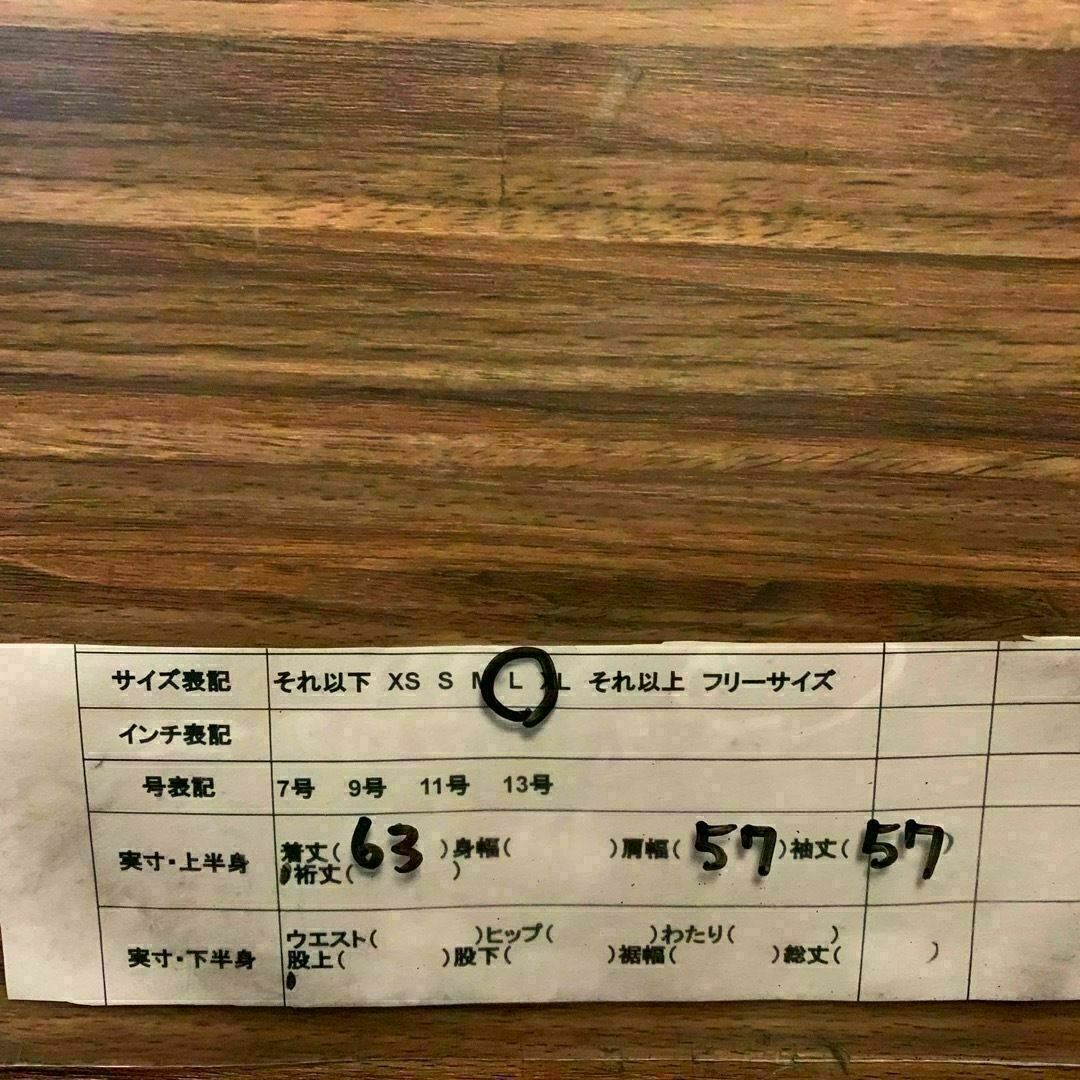 サイズ表記 それ以下 XS S M L XL それ以上 フリーサイズ
インチ表記
号表記 7号 9号 11号 13号
実寸・上半身 着丈( 63 )身幅( )肩幅( 57 )袖丈( 57 )
裄丈( )
実寸・下半身 ウエスト( )ヒップ( )わたり( )
股上( )股下( )裾幅( )総丈( )